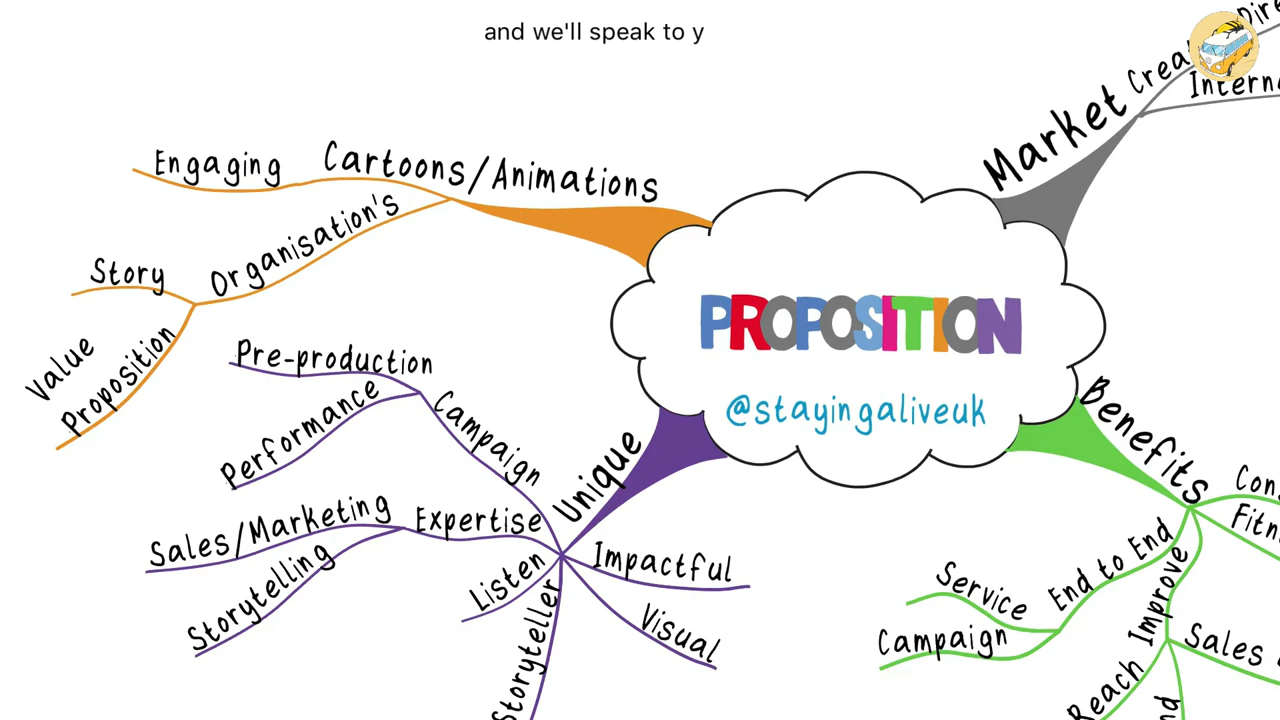 and we'll speak to y
PROPOSITION
@stayingaliveuk
Cartoons/Animations
Engaging
Organisation's
Story
Value
Proposition
Unique
Campaign
Pre-production
Performance
Expertise
Sales/Marketing
Storytelling
Listen
Storyteller
Impactful
Visual
Market
Benefits
End to End
Service
Campaign
Improve
Reach
Sales